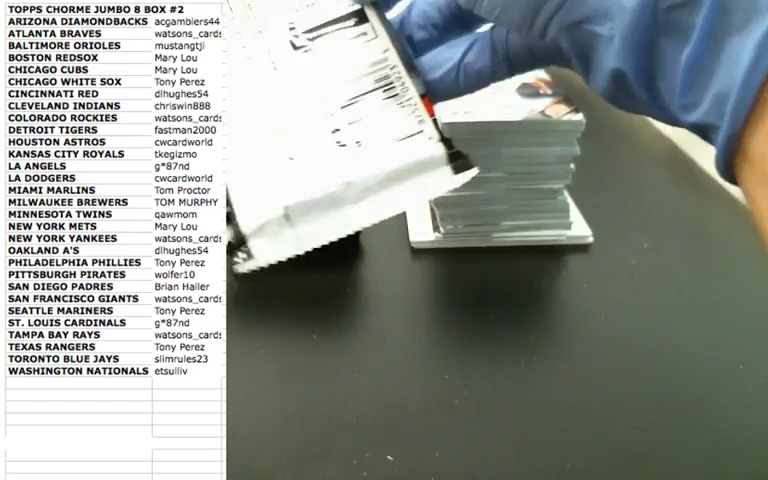 TOPPS CHORME JUMBO 8 BOX #2
ARIZONA DIAMONDBACKS acgamblers44
ATLANTA BRAVES watsons_cards
BALTIMORE ORIOLES mustangtji
BOSTON REDSOX Mary Lou
CHICAGO CUBS Mary Lou
CHICAGO WHITE SOX Tony Perez
CINCINNATI RED dlhughes54
CLEVELAND INDIANS chriswin888
COLORADO ROCKIES watsons_cards
DETROIT TIGERS fastman2000
HOUSTON ASTROS cwcardworld
KANSAS CITY ROYALS tkegizmo
LA ANGELS g*87nd
LA DODGERS cwcardworld
MIAMI MARLINS Tom Proctor
MILWAUKEE BREWERS TOM MURPHY
MINNESOTA TWINS qawmom
NEW YORK METS Mary Lou
NEW YORK YANKEES watsons_cards
OAKLAND A'S dlhughes54
PHILADELPHIA PHILLIES Tony Perez
PITTSBURGH PIRATES wolfer10
SAN DIEGO PADRES Brian Haller
SAN FRANCISCO GIANTS watsons_cards
SEATTLE MARINERS Tony Perez
ST. LOUIS CARDINALS g*87nd
TAMPA BAY RAYS watsons_cards
TEXAS RANGERS Tony Perez
TORONTO BLUE JAYS slimrules23
WASHINGTON NATIONALS etsulliv